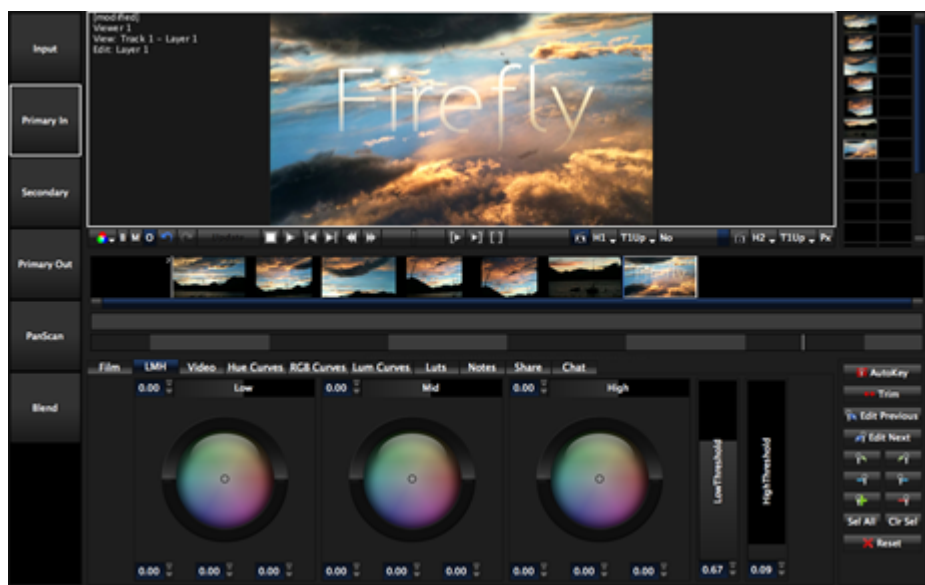 [modified]
Viewer 1
View: Track 1 – Layer 1
Edit: Layer 1
Firefly
Input
Primary In
Secondary
Primary Out
PanScan
Blend
B M O Update H1 T1Up No H2 T1Up Px
Firefly
Film LMH Video Hue Curves RGB Curves Lum Curves Luts Notes Share Chat
0.00 Low 0.00 Mid 0.00 High
LowThreshold
HighThreshold
0.00 0.00 0.00 0.00 0.00 0.00 0.00 0.00 0.00 0.67 0.09
AutoKey
Trim
Edit Previous
Edit Next
Sel All Clr Sel
Reset